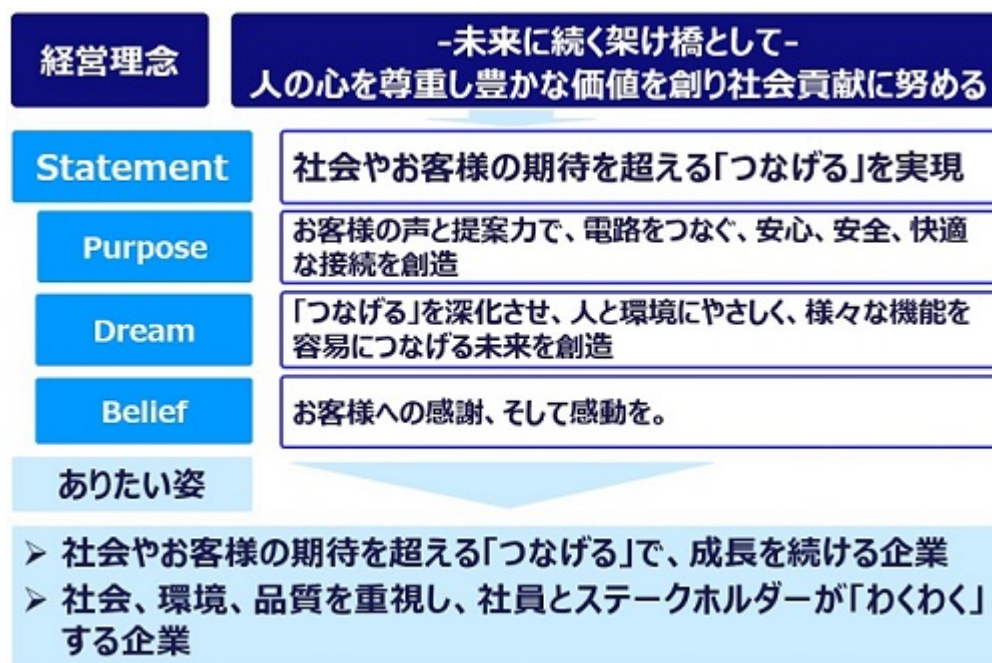 経営理念
-未来に続く架け橋として-
人の心を尊重し豊かな価値を創り社会貢献に努める
Statement
社会やお客様の期待を超える「つなげる」を実現
Purpose
お客様の声と提案力で、電路をつなぐ、安心、安全、快適
な接続を創造
Dream
「つなげる」を深化させ、人と環境にやさしく、様々な機能を
容易につなげる未来を創造
Belief
お客様への感謝、そして感動を。
ありたい姿
➢ 社会やお客様の期待を超える「つなげる」で、成長を続ける企業
➢ 社会、環境、品質を重視し、社員とステークホルダーが「わくわく」
する企業